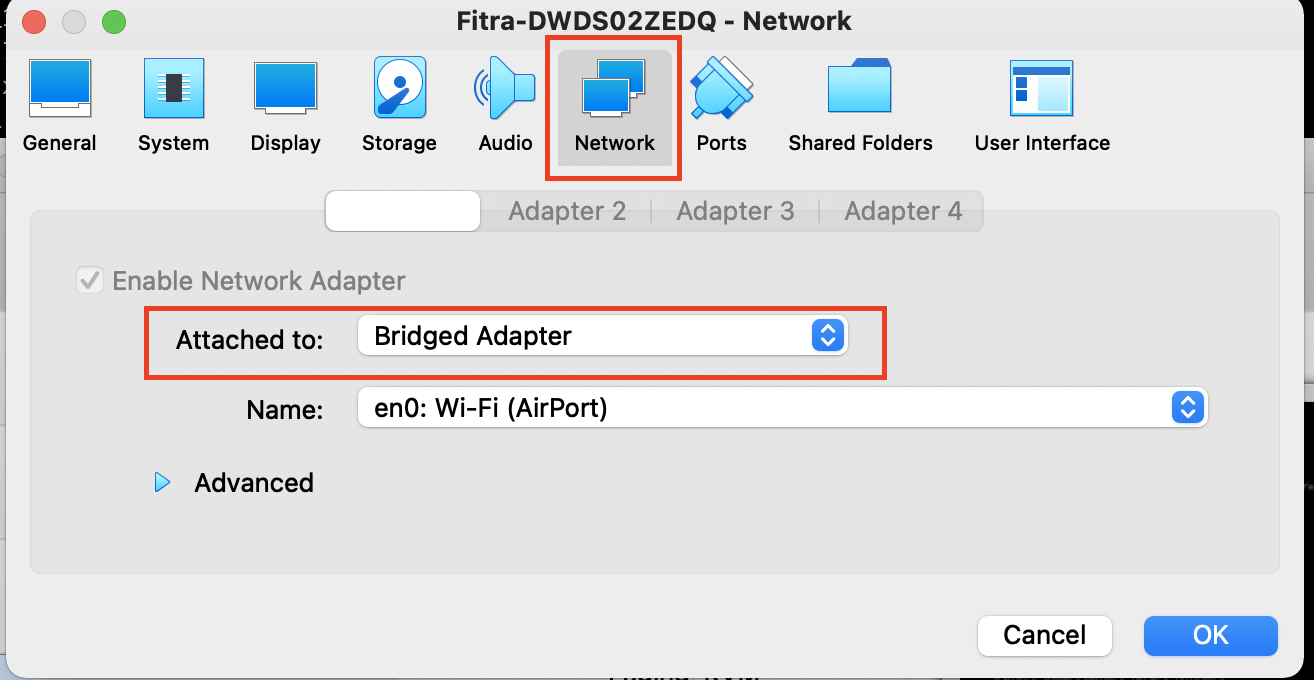 Fitra-DWDS02ZEDQ - Network
General System Display Storage Audio Network Ports Shared Folders User Interface
Adapter 2 Adapter 3 Adapter 4
Enable Network Adapter
Attached to: Bridged Adapter
Name: en0: Wi-Fi (AirPort)
Advanced
Cancel OK